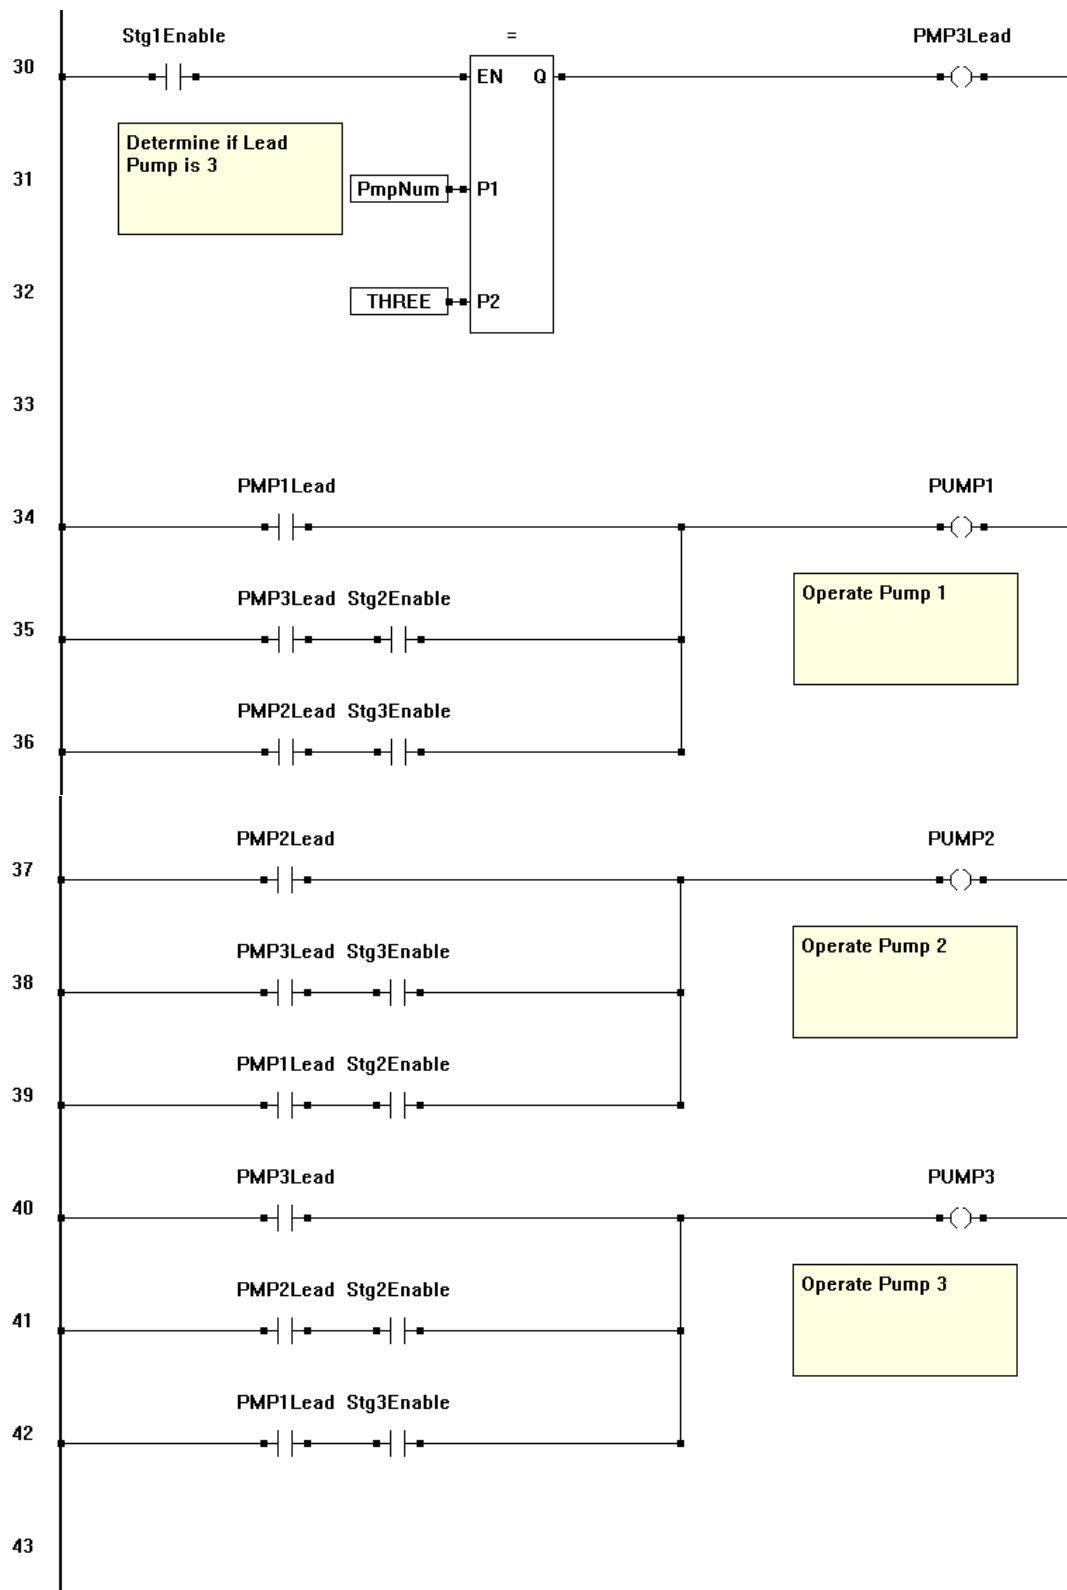 Stg1Enable = PMP3Lead
30 EN Q
Determine if Lead
Pump is 3
31 PmpNum P1
32 THREE P2
33
PMP1Lead PUMP1
34
PMP3Lead Stg2Enable Operate Pump 1
35
PMP2Lead Stg3Enable
36
PMP2Lead PUMP2
37
PMP3Lead Stg3Enable Operate Pump 2
38
PMP1Lead Stg2Enable
39
PMP3Lead PUMP3
40
PMP2Lead Stg2Enable Operate Pump 3
41
PMP1Lead Stg3Enable
42
43